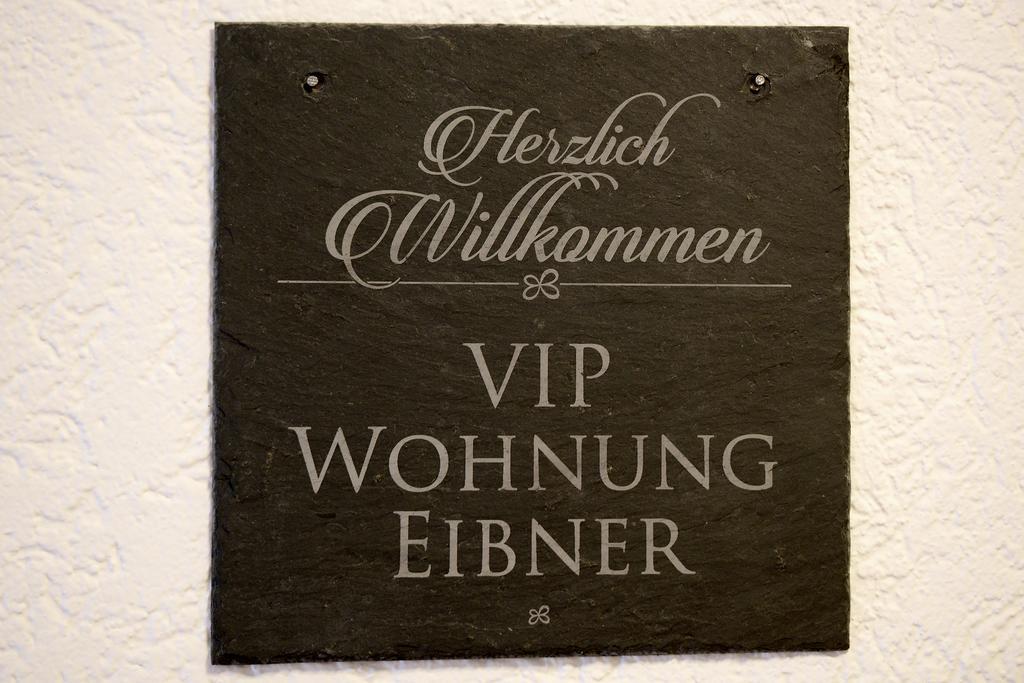 Herzlich
Willkommen
VIP
WOHNUNG
EIBNER